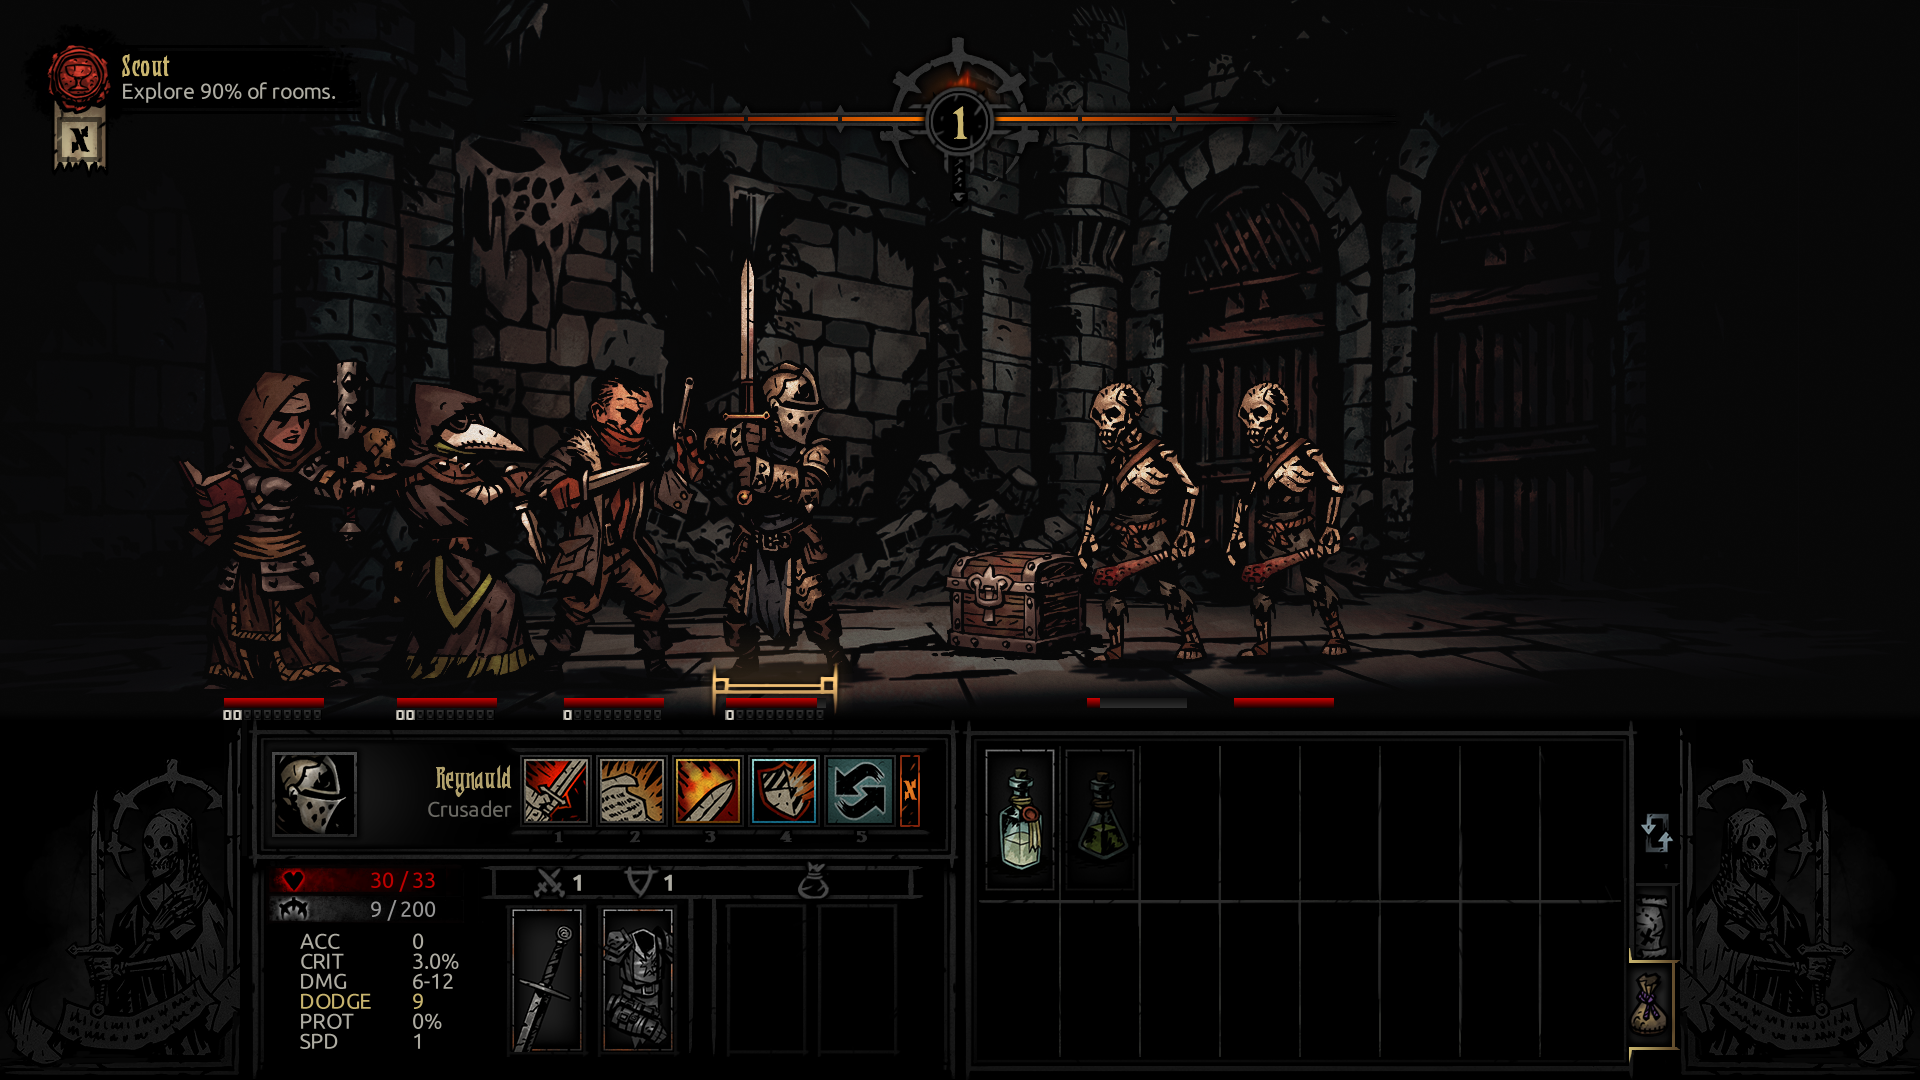 Scout
Explore 90% of rooms.
1
Reynauld
Crusader
1
2
3
4
5
30 / 33
9 / 200
1
1
ACC 0
CRIT 3.0%
DMG 6-12
DODGE 9
PROT 0%
SPD 1